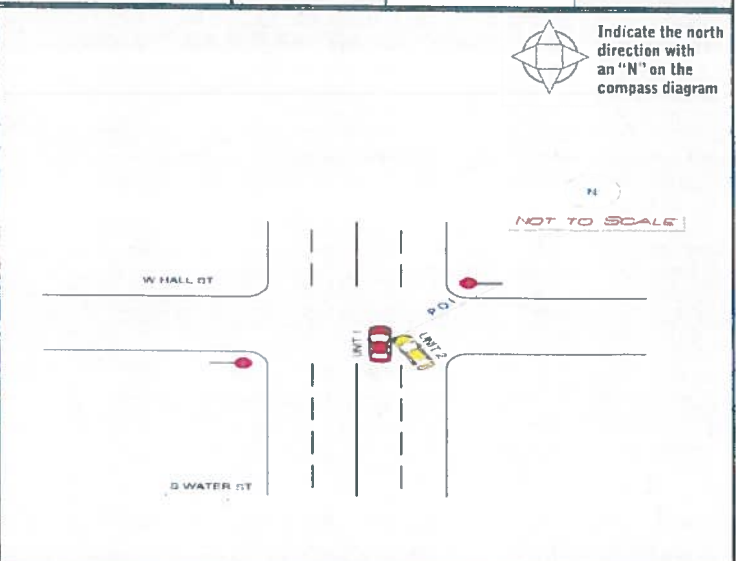 Indicate the north
direction with
an "N" on the
compass diagram
N
NOT TO SCALE
W HALL ST
POI
UNIT 1
UNIT 2
S WATER ST